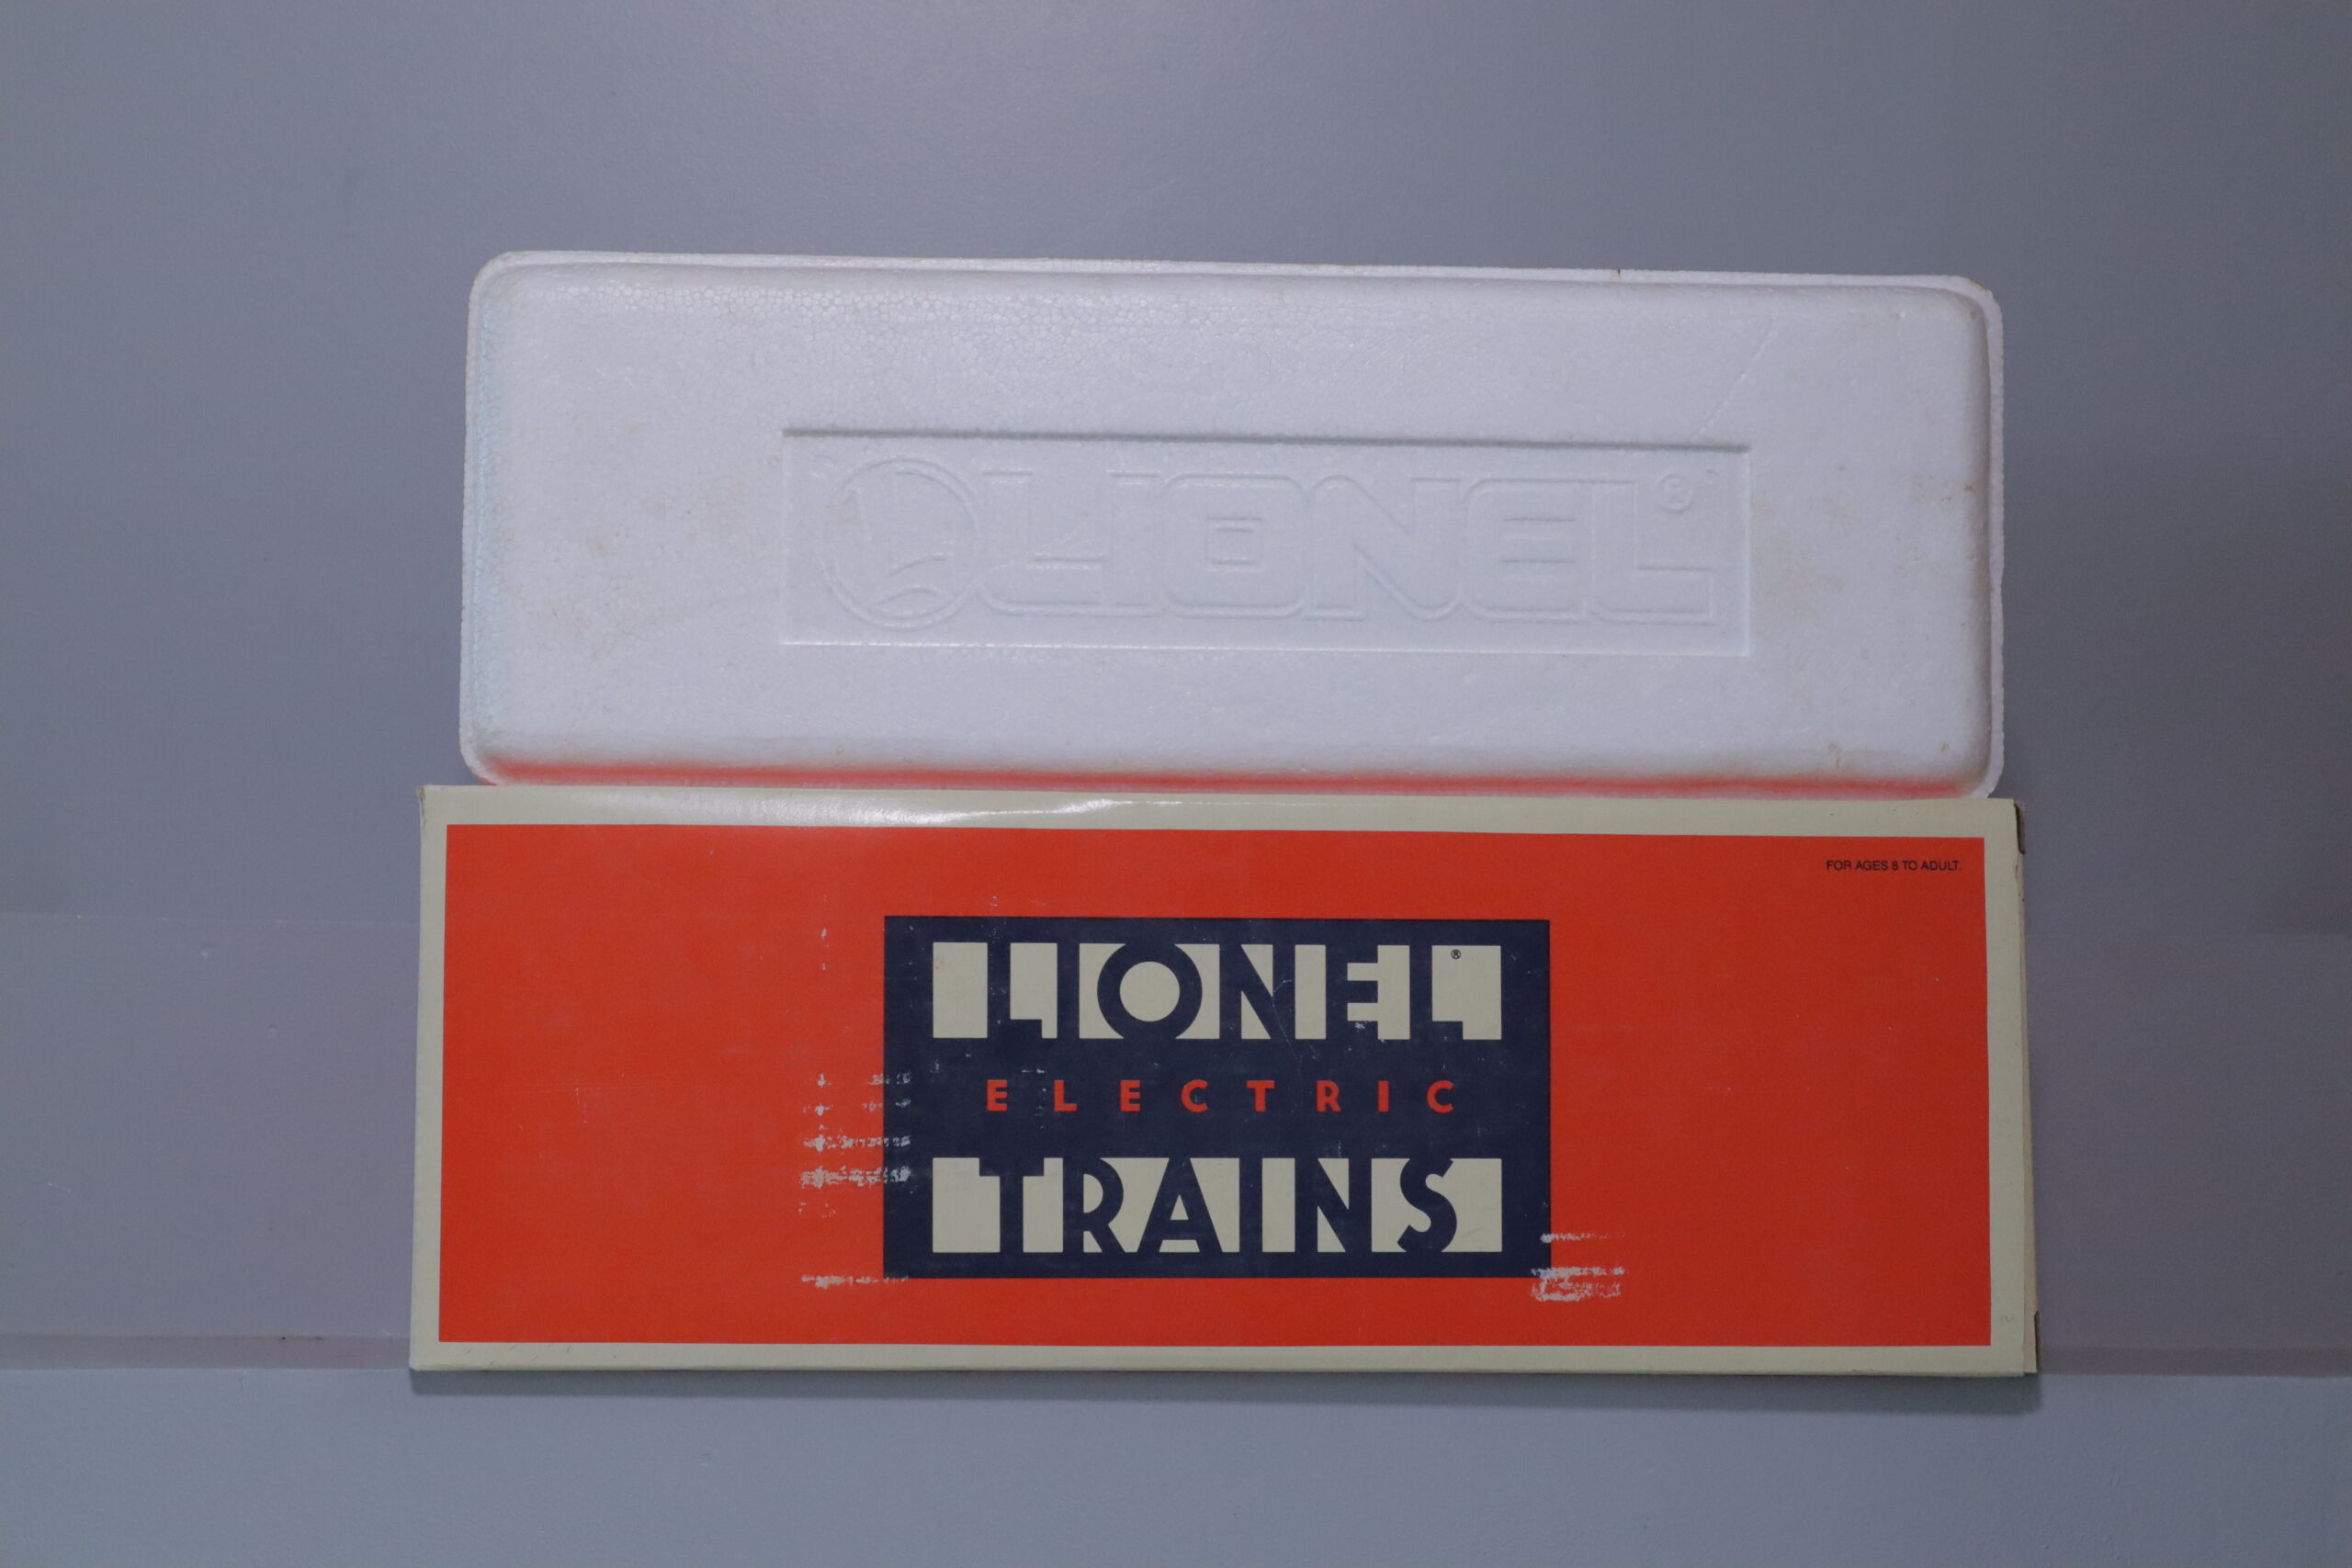 LIONEL®
FOR AGES 8 TO ADULT.
LIONEL®
ELECTRIC
TRAINS